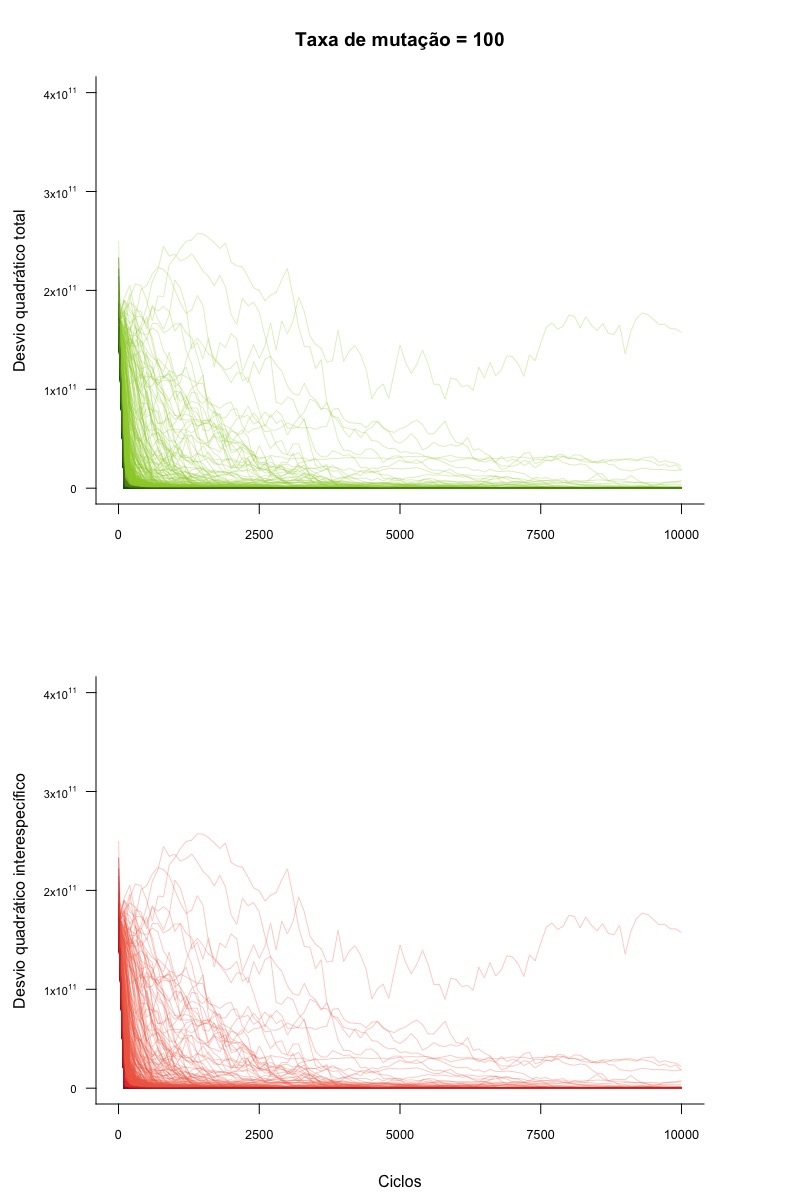 Taxa de mutação = 100
Desvio quadrático total
4x10¹¹
3x10¹¹
2x10¹¹
1x10¹¹
0
0 2500 5000 7500 10000
Desvio quadrático interespecífico
4x10¹¹
3x10¹¹
2x10¹¹
1x10¹¹
0
0 2500 5000 7500 10000
Ciclos